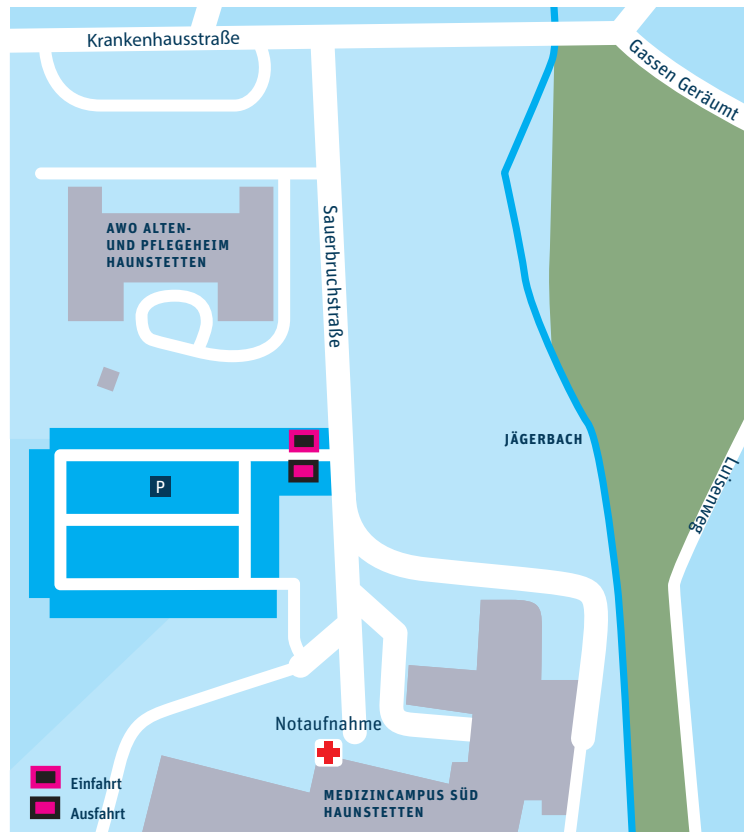 Krankenhausstraße
Gassen Geräumt
Sauerbruchstraße
AWO ALTEN-
UND PFLEGEHEIM
HAUNSTETTEN
JÄGERBACH
Luisenweg
P
Notaufnahme
MEDIZINCAMPUS SÜD
HAUNSTETTEN
Einfahrt
Ausfahrt